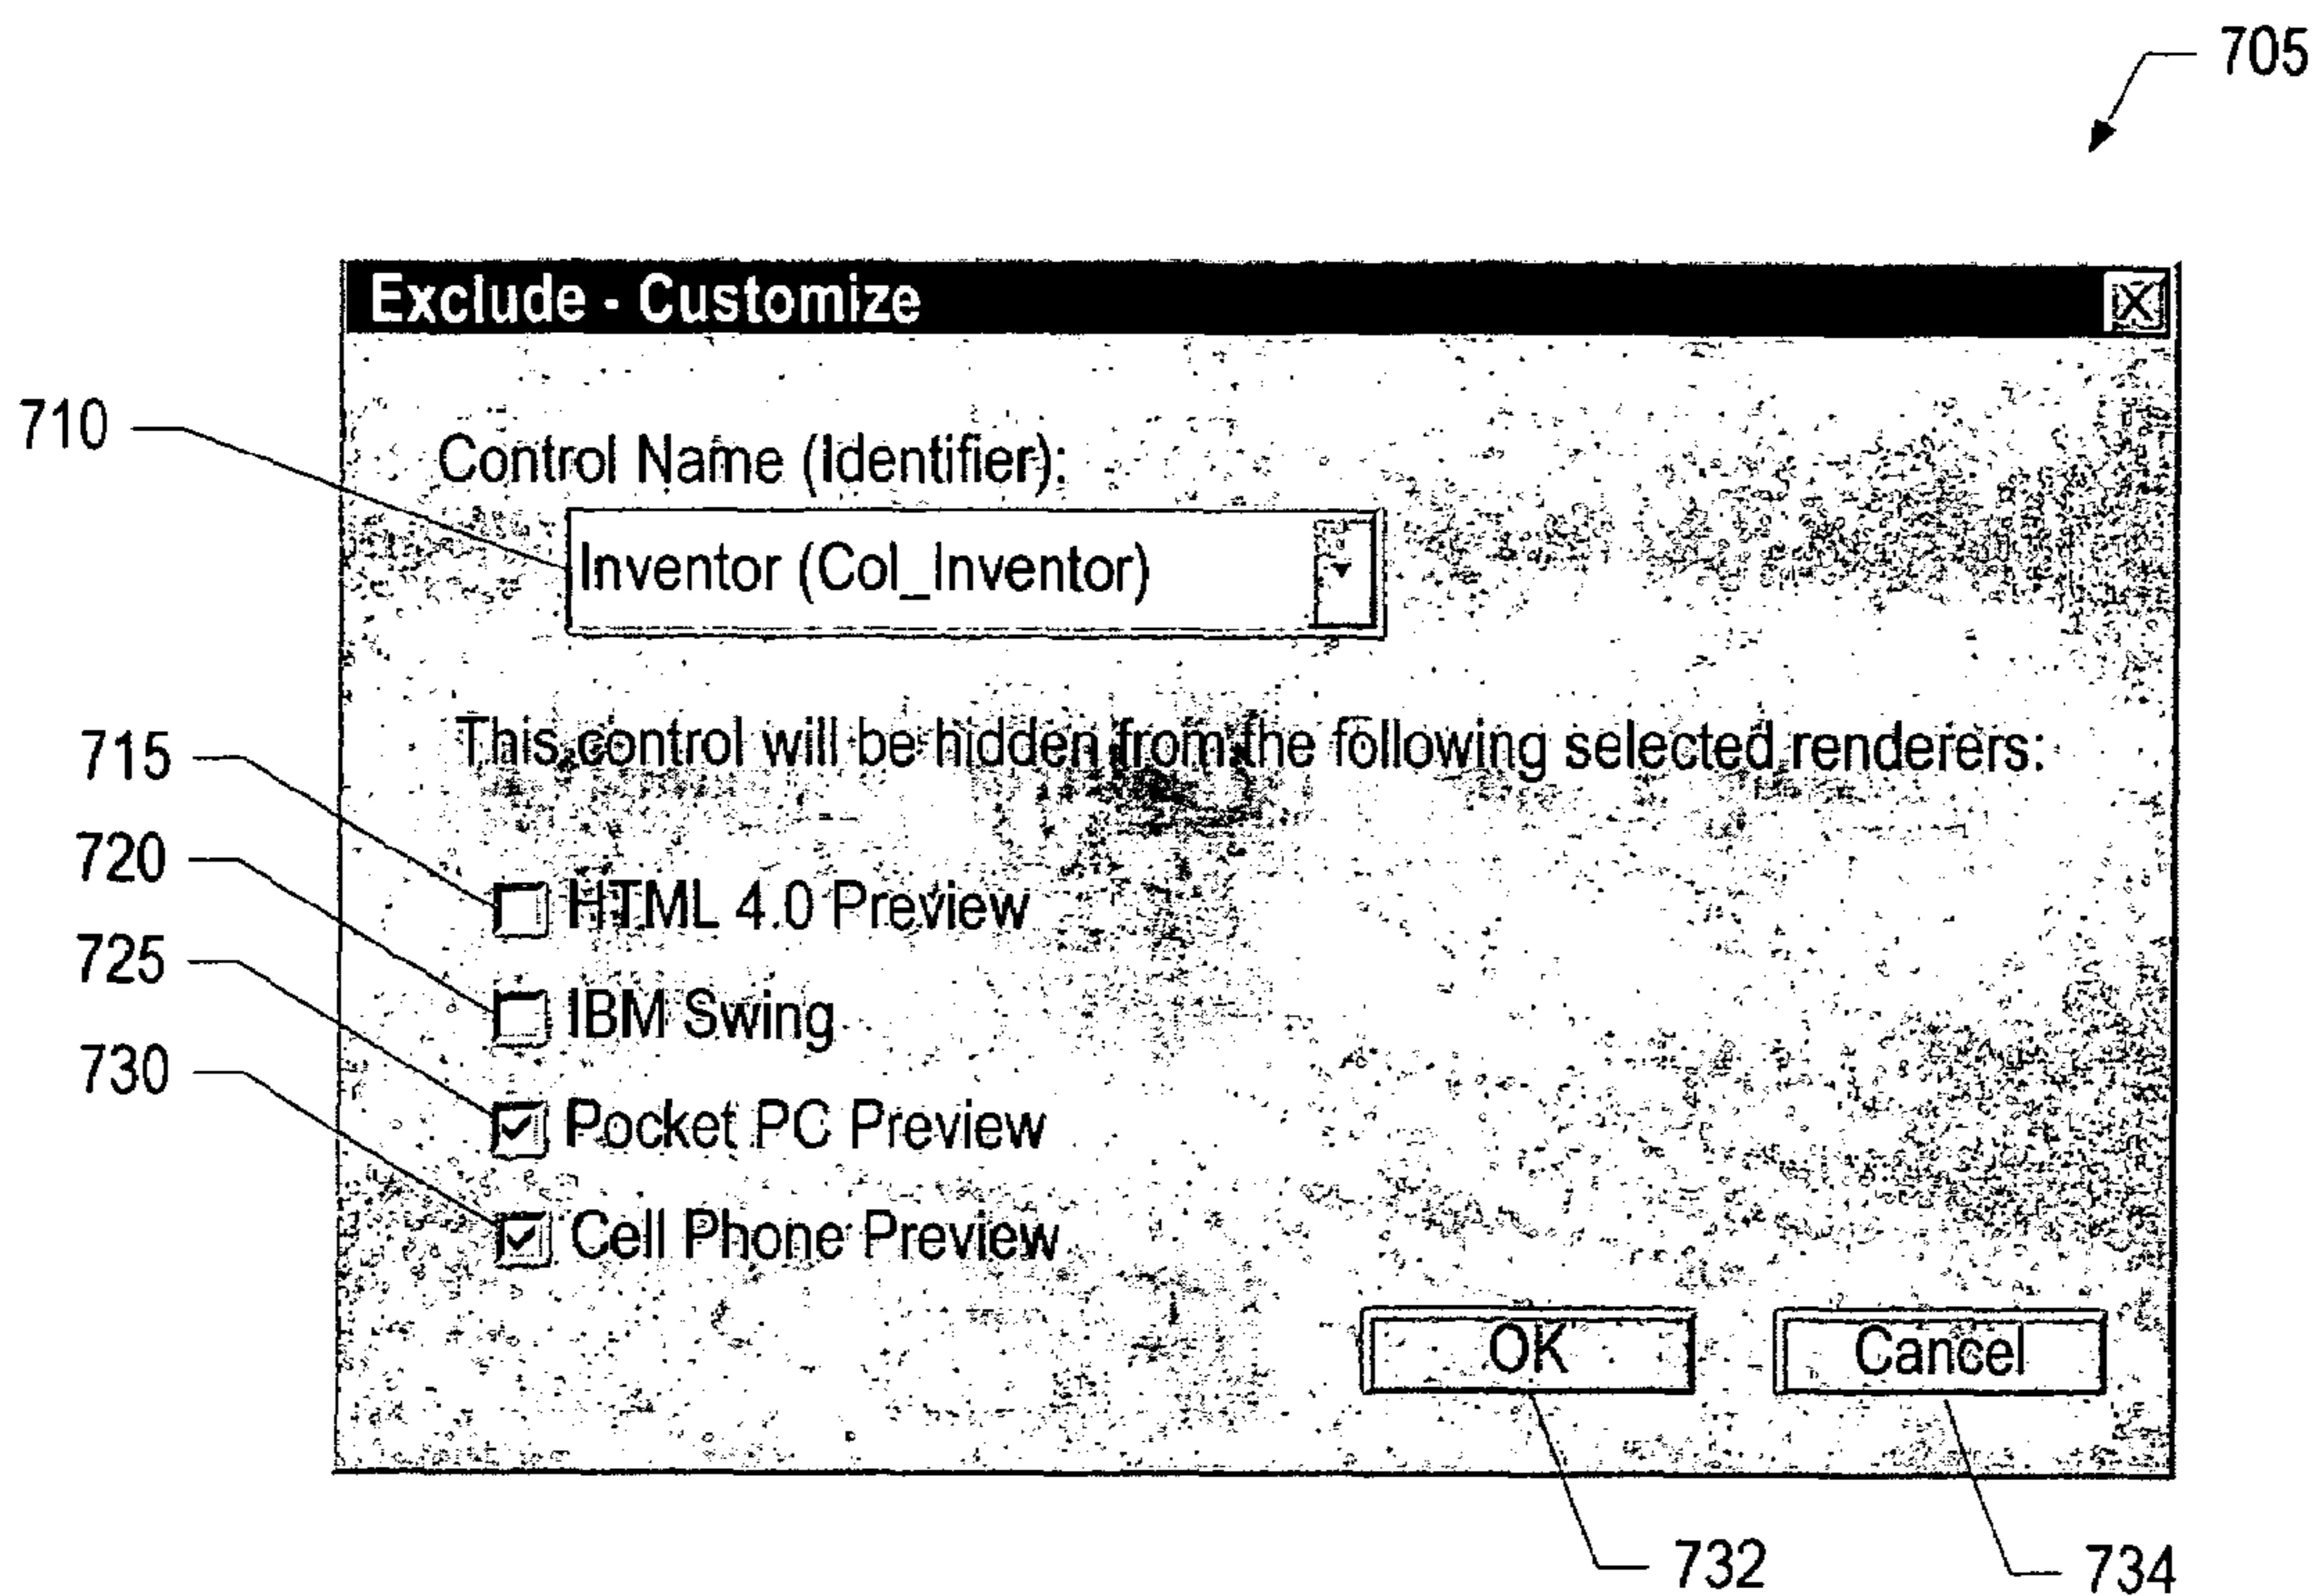 705
Exclude - Customize
710
Control Name (Identifier):
Inventor (Col_Inventor)
This control will be hidden from the following selected renderers:
715
720
725
730
HTML 4.0 Preview
IBM Swing
Pocket PC Preview
Cell Phone Preview
OK
Cancel
732
734